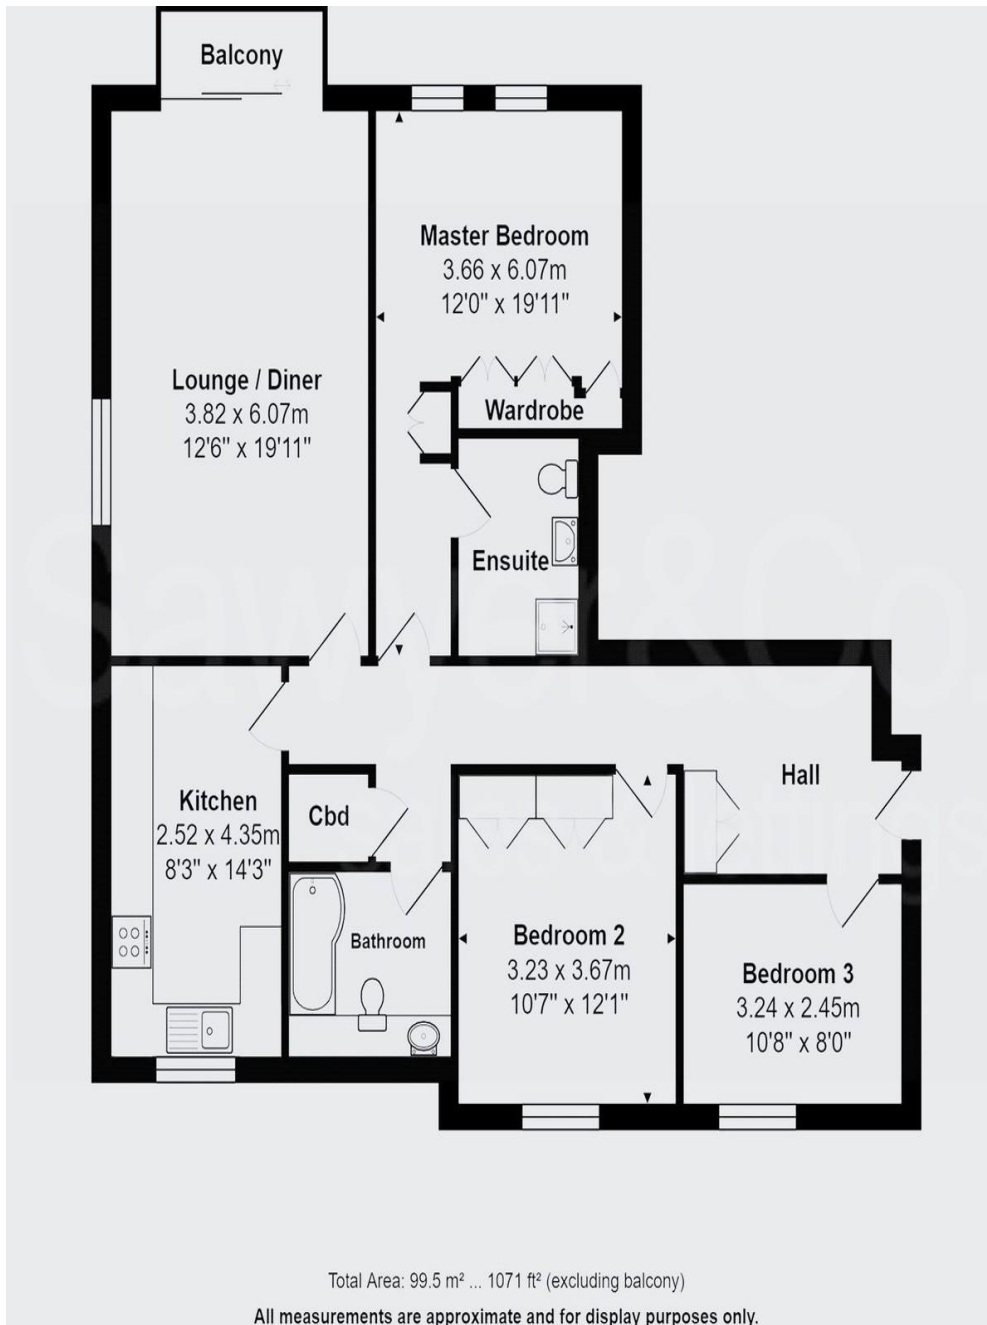 Balcony
Master Bedroom
3.66 x 6.07m
12'0" x 19'11"
Lounge / Diner
3.82 x 6.07m
12'6" x 19'11"
Wardrobe
Ensuite
Sawyer&Co.
Hall
Kitchen
2.52 x 4.35m
8'3" x 14'3"
Cbd
Bathroom
Bedroom 2
3.23 x 3.67m
10'7" x 12'1"
Bedroom 3
3.24 x 2.45m
10'8" x 8'0"
Total Area: 99.5 m² ... 1071 ft² (excluding balcony)
All measurements are approximate and for display purposes only.